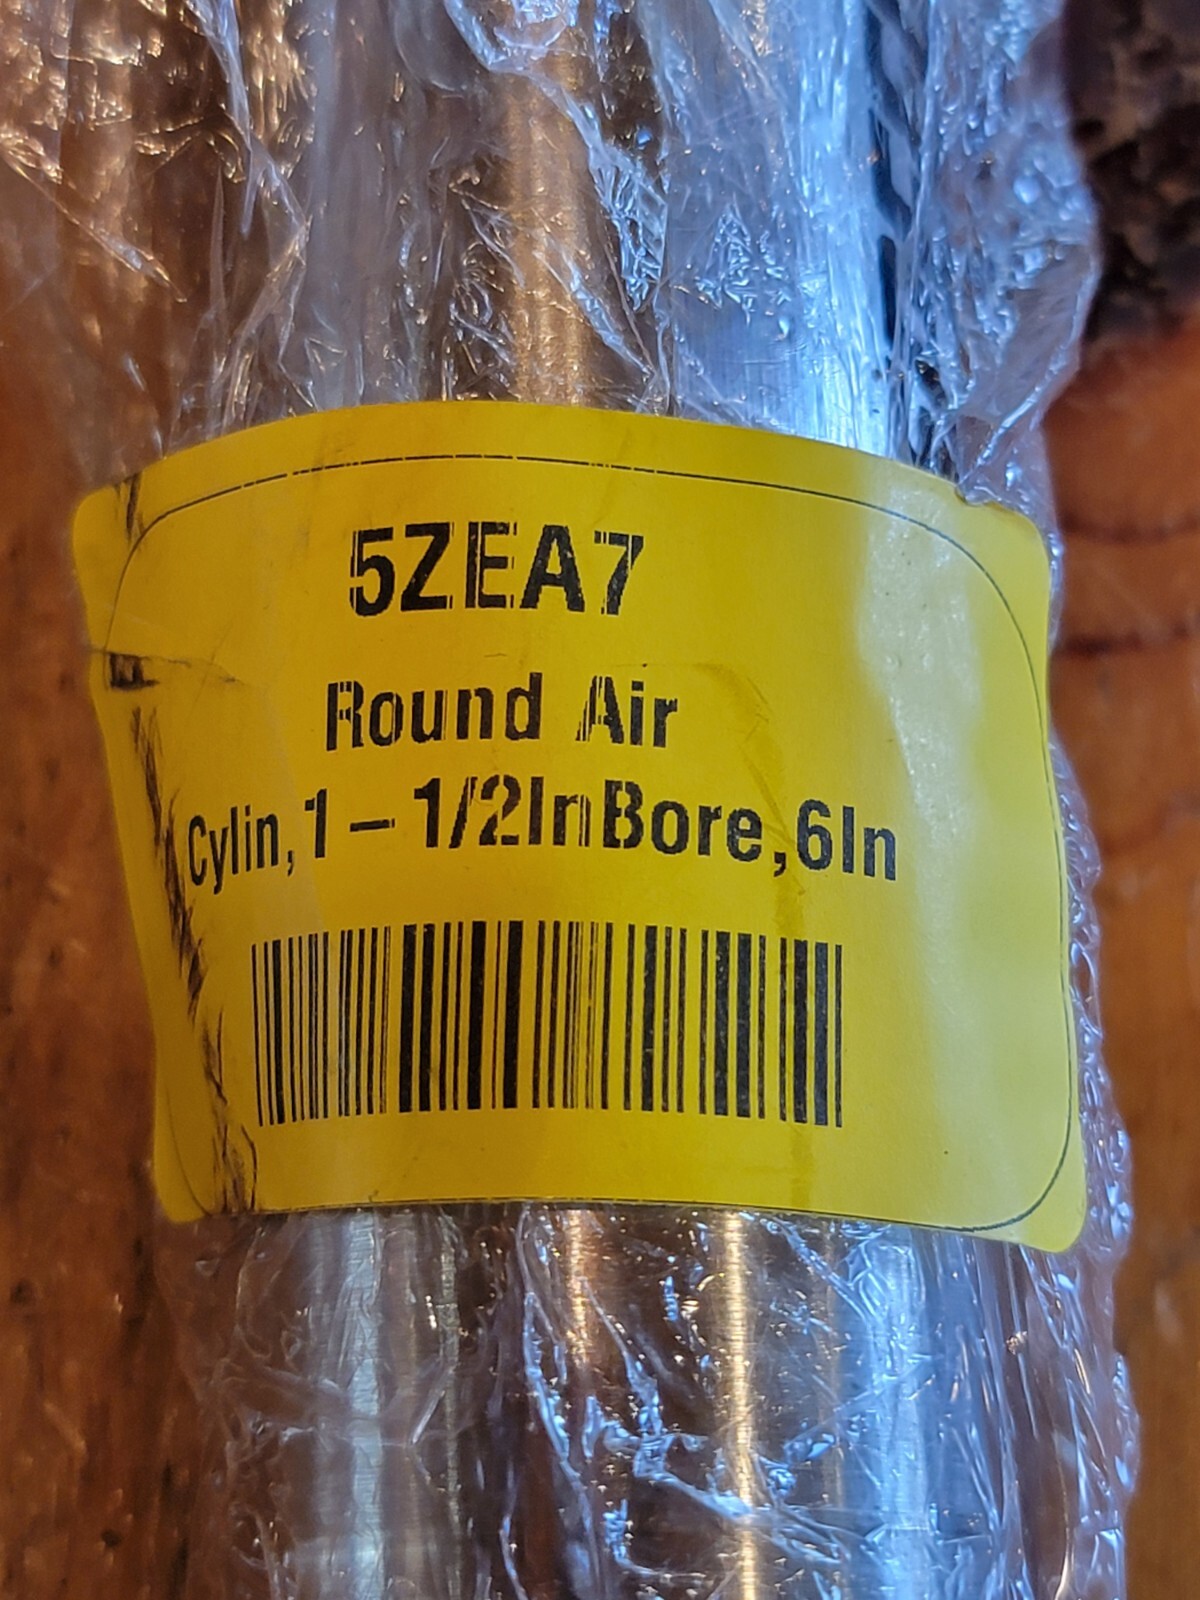 5ZEA7
Round Air
Cylin,1-1/2InBore,6In